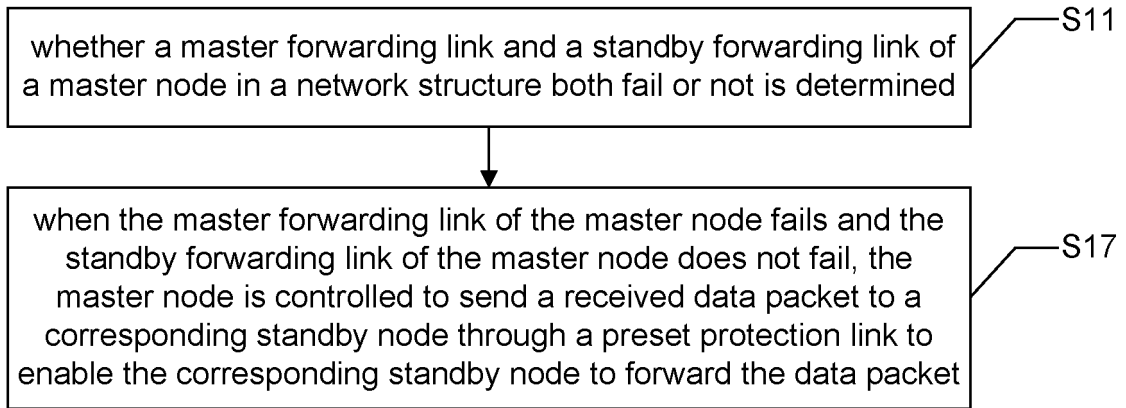 whether a master forwarding link and a standby forwarding link of
a master node in a network structure both fail or not is determined
S11
when the master forwarding link of the master node fails and the
standby forwarding link of the master node does not fail, the
master node is controlled to send a received data packet to a
corresponding standby node through a preset protection link to
enable the corresponding standby node to forward the data packet
S17